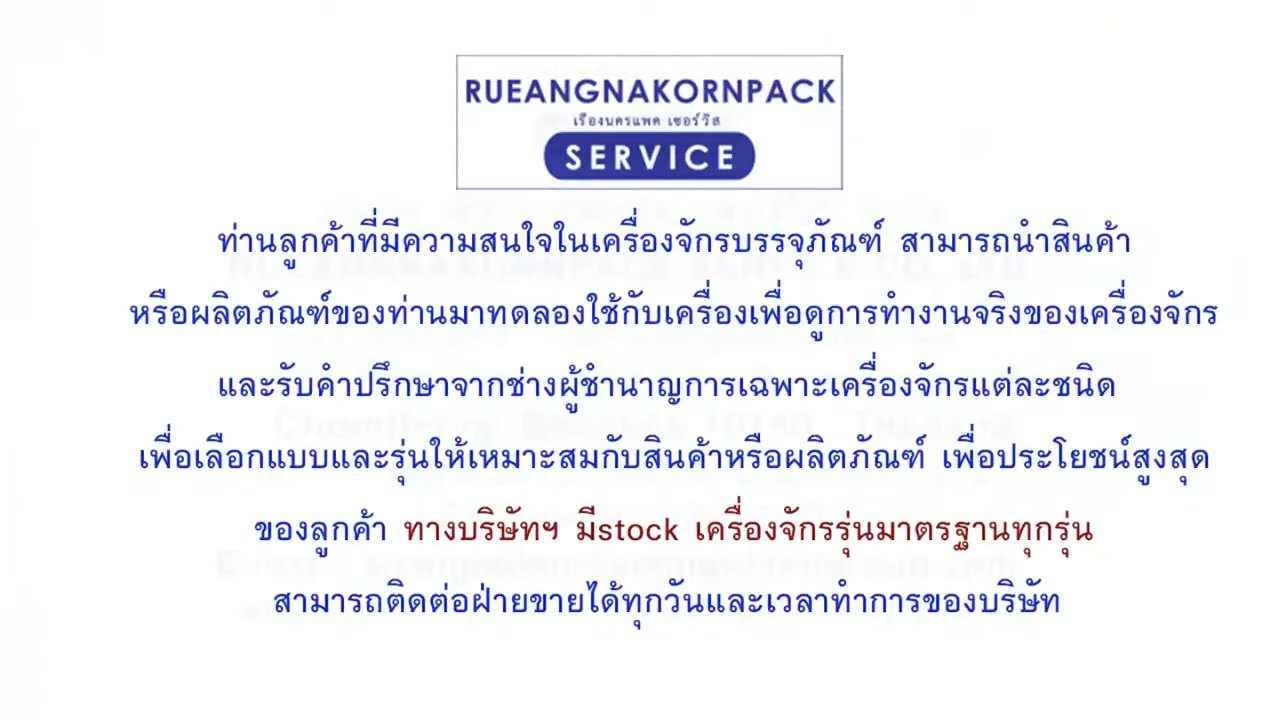 RUEANGNAKORNPACK
เรืองนครแพค เซอร์วิส
SERVICE
ท่านลูกค้าที่มีความสนใจในเครื่องจักรบรรจุภัณฑ์ สามารถนำสินค้า
หรือผลิตภัณฑ์ของท่านมาทดลองใช้กับเครื่องเพื่อดูการทำงานจริงของเครื่องจักร
และรับคำปรึกษาจากช่างผู้ชำนาญการเฉพาะเครื่องจักรแต่ละชนิด
เพื่อเลือกแบบและรุ่นให้เหมาะสมกับสินค้าหรือผลิตภัณฑ์ เพื่อประโยชน์สูงสุด
ของลูกค้า ทางบริษัทฯ มีstock เครื่องจักรรุ่นมาตรฐานทุกรุ่น
สามารถติดต่อฝ่ายขายได้ทุกวันและเวลาทำการของบริษัท